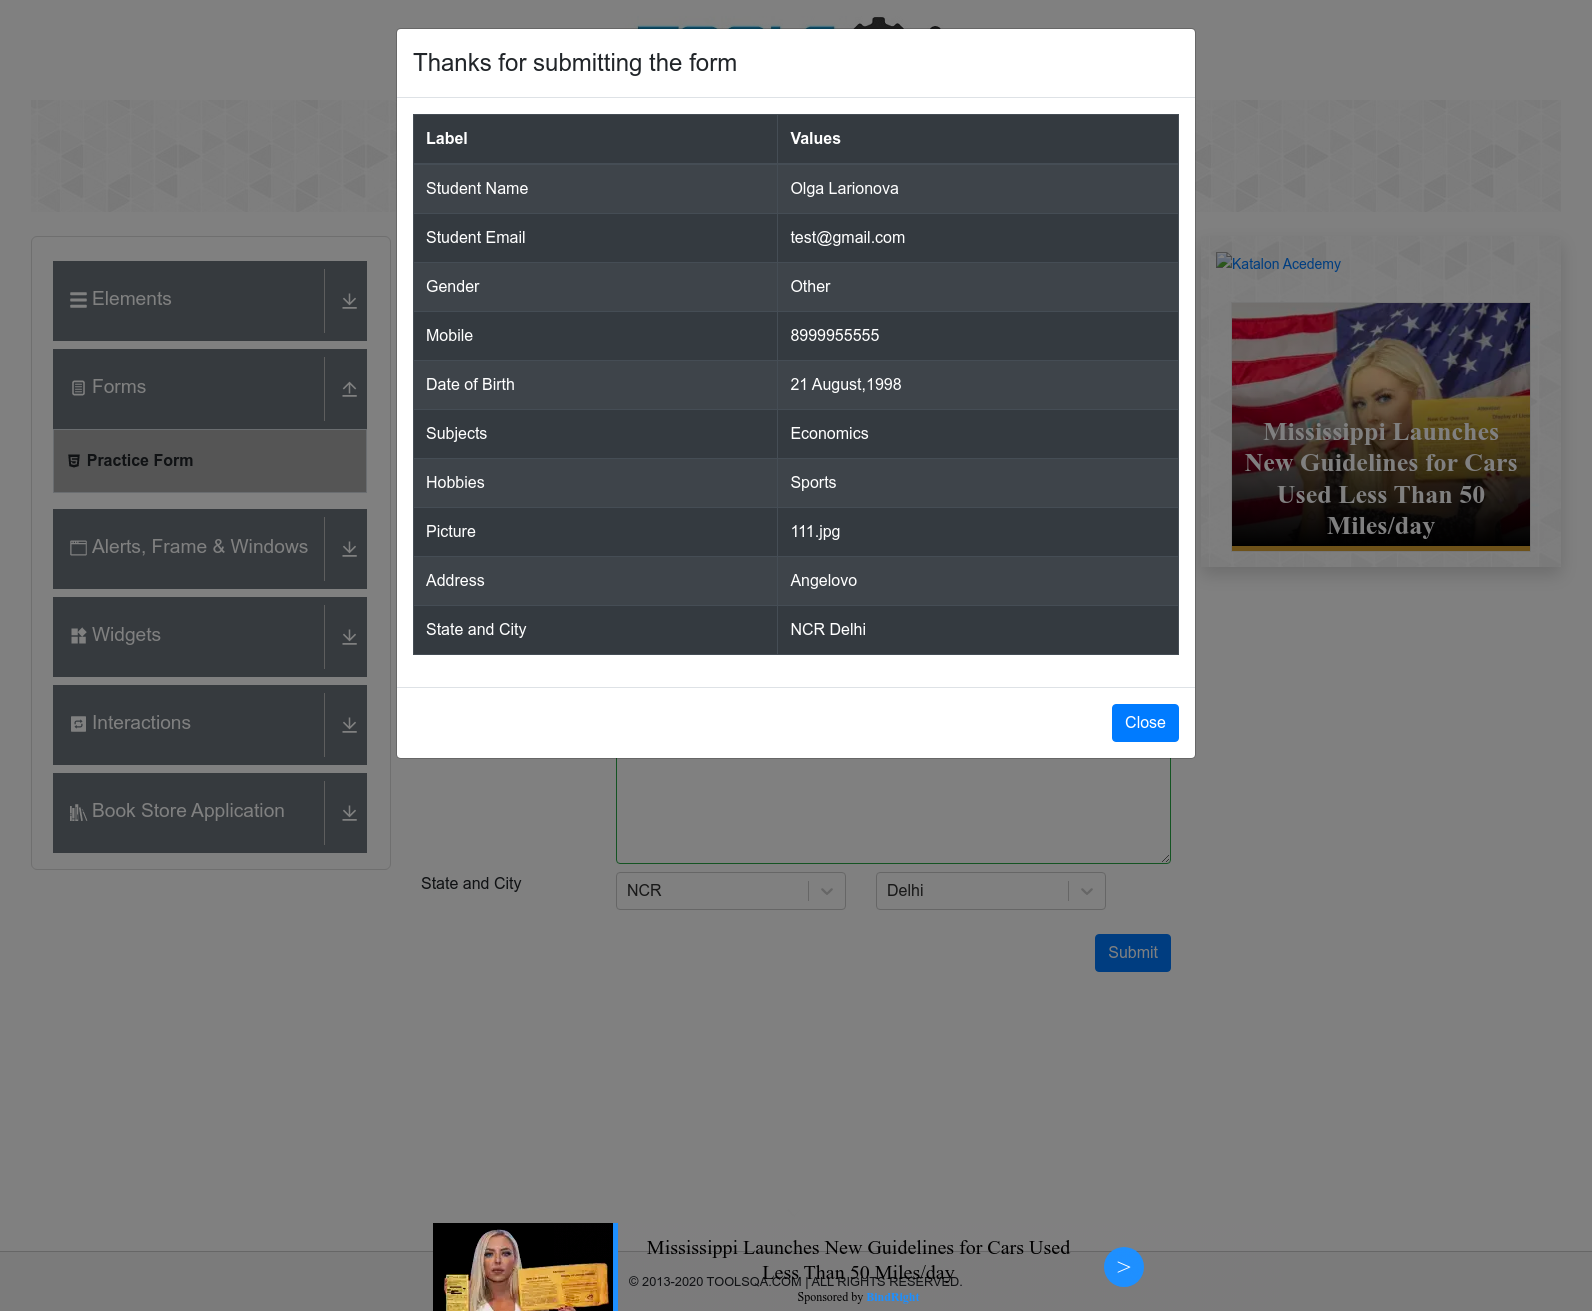 Thanks for submitting the form
Label Values
Student Name Olga Larionova
Student Email test@gmail.com
Gender Other
Mobile 8999955555
Date of Birth 21 August,1998
Subjects Economics
Hobbies Sports
Picture 111.jpg
Address Angelovo
State and City NCR Delhi
Close
Elements
Forms
Practice Form
Alerts, Frame & Windows
Widgets
Interactions
Book Store Application
Katalon Acedemy
Mississippi Launches
New Guidelines for Cars
Used Less Than 50
Miles/day
State and City NCR Delhi
Submit
Mississippi Launches New Guidelines for Cars Used
Less Than 50 Miles/day
© 2013-2020 TOOLSQA.COM | ALL RIGHTS RESERVED.
Sponsored by
>